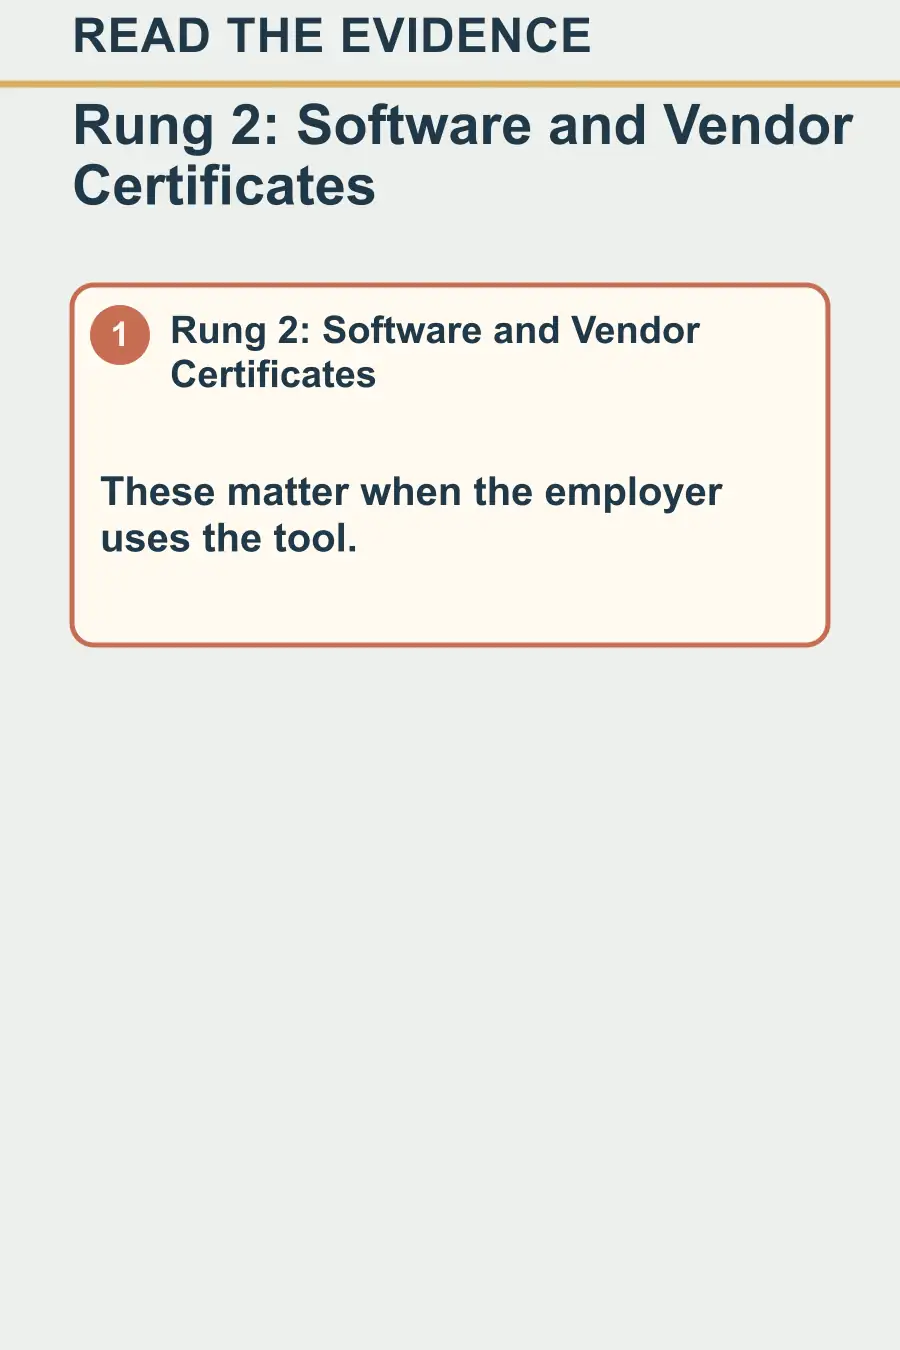 READ THE EVIDENCE
Rung 2: Software and Vendor
Certificates
1
Rung 2: Software and Vendor
Certificates
These matter when the employer
uses the tool.